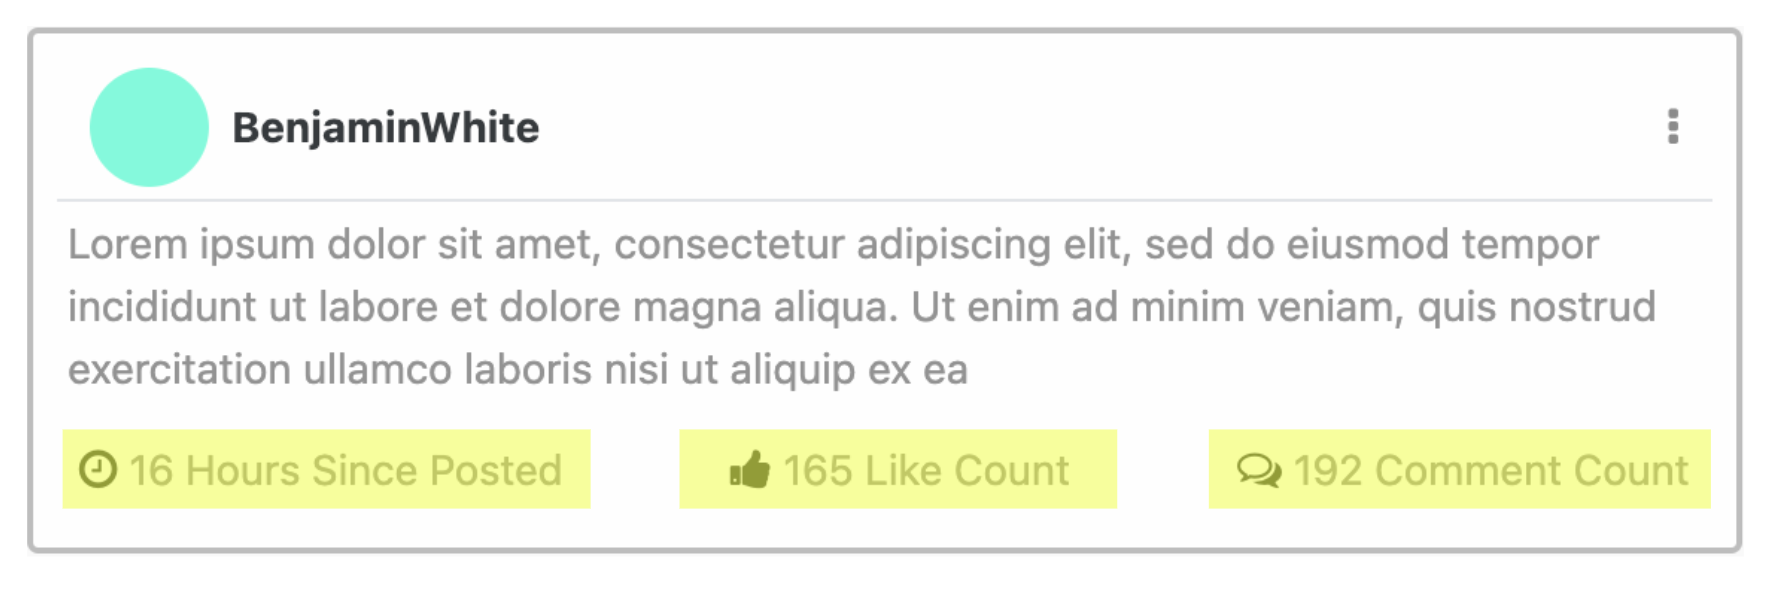 BenjaminWhite
Lorem ipsum dolor sit amet, consectetur adipiscing elit, sed do eiusmod tempor
incididunt ut labore et dolore magna aliqua. Ut enim ad minim veniam, quis nostrud
exercitation ullamco laboris nisi ut aliquip ex ea
16 Hours Since Posted
165 Like Count
192 Comment Count